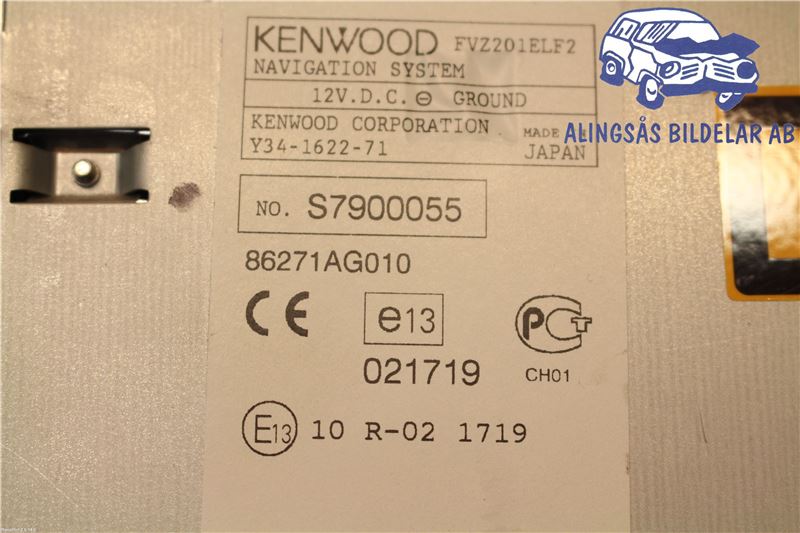 KENWOOD FVZ201ELF2
NAVIGATION SYSTEM
12V.D.C. ⊖ GROUND
KENWOOD CORPORATION
Y34-1622-71
MADE
JAPAN
ALINGSÅS BILDELAR AB
NO. S7900055
86271AG010
CE
e13
PCT
021719
CH01
E13 10 R-02 1719